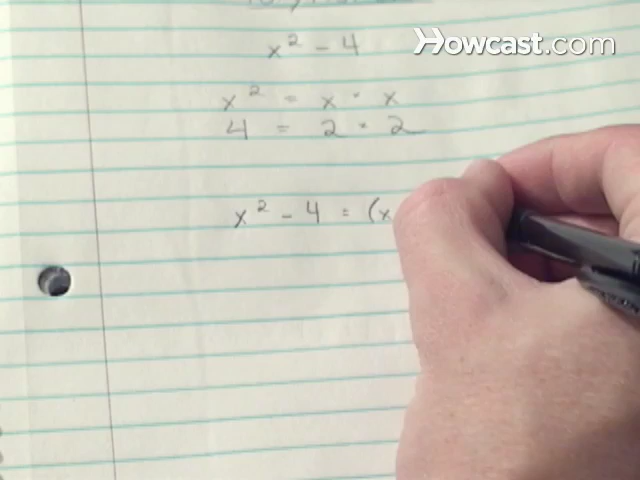 x² - 4
Howcast.com
x² = x · x
4 = 2 · 2
x² - 4 = (x